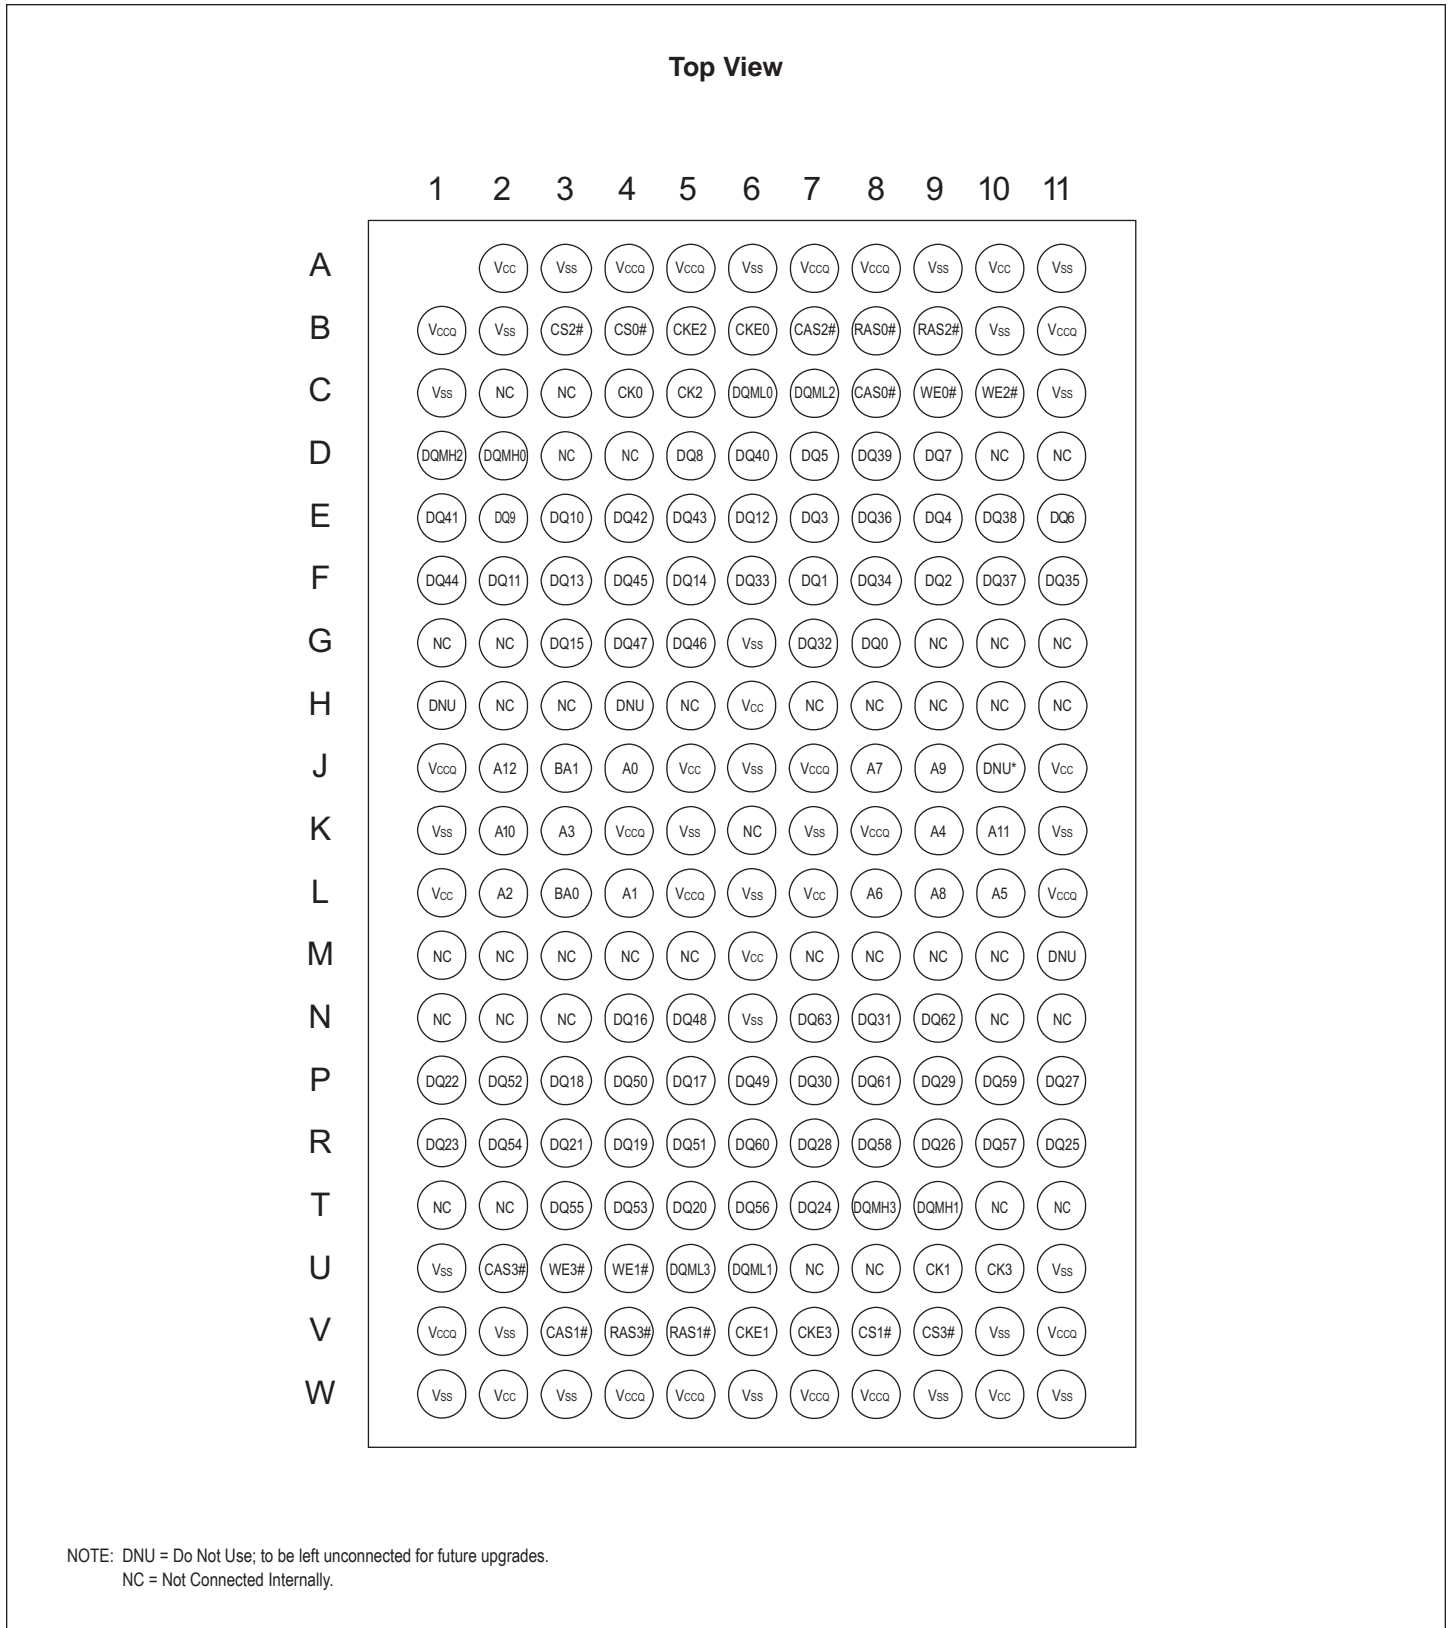 Top View
1 2 3 4 5 6 7 8 9 10 11
A Vcc Vss VccQ VccQ Vss VccQ VccQ Vss Vcc Vss
B VccQ Vss CS2# CS0# CKE2 CKE0 CAS2# RAS0# RAS2# Vss VccQ
C Vss NC NC CK0 CK2 DQML0 DQML2 CAS0# WE0# WE2# Vss
D DQMH2 DQMH0 NC NC DQ8 DQ40 DQ5 DQ39 DQ7 NC NC
E DQ41 DQ9 DQ10 DQ42 DQ43 DQ12 DQ3 DQ36 DQ4 DQ38 DQ6
F DQ44 DQ11 DQ13 DQ45 DQ14 DQ33 DQ1 DQ34 DQ2 DQ37 DQ35
G NC NC DQ15 DQ47 DQ46 Vss DQ32 DQ0 NC NC NC
H DNU NC NC DNU NC Vcc NC NC NC NC NC
J VccQ A12 BA1 A0 Vcc Vss VccQ A7 A9 DNU* Vcc
K Vss A10 A3 VccQ Vss NC Vss VccQ A4 A11 Vss
L Vcc A2 BA0 A1 VccQ Vss Vcc A6 A8 A5 VccQ
M NC NC NC NC NC Vcc NC NC NC NC DNU
N NC NC NC DQ16 DQ48 Vss DQ63 DQ31 DQ62 NC NC
P DQ22 DQ52 DQ18 DQ50 DQ17 DQ49 DQ30 DQ61 DQ29 DQ59 DQ27
R DQ23 DQ54 DQ21 DQ19 DQ51 DQ60 DQ28 DQ58 DQ26 DQ57 DQ25
T NC NC DQ55 DQ53 DQ20 DQ56 DQ24 DQMH3 DQMH1 NC NC
U Vss CAS3# WE3# WE1# DQML3 DQML1 NC NC CK1 CK3 Vss
V VccQ Vss CAS1# RAS3# RAS1# CKE1 CKE3 CS1# CS3# Vss VccQ
W Vss Vcc Vss VccQ VccQ Vss VccQ VccQ Vss Vcc Vss
NOTE: DNU = Do Not Use; to be left unconnected for future upgrades.
NC = Not Connected Internally.